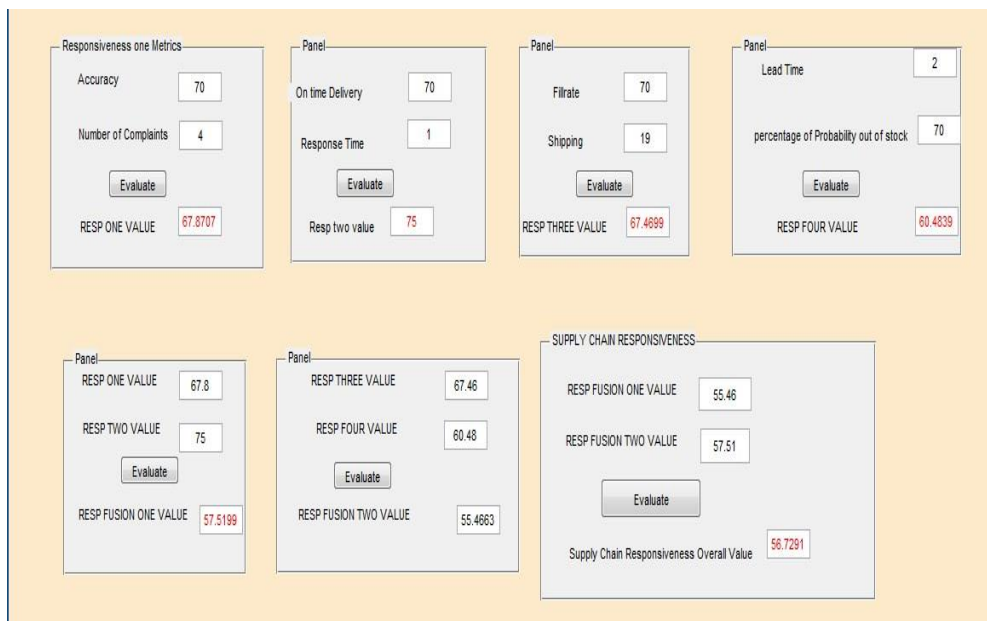 Responsiveness one Metrics
Accuracy 70
Number of Complaints 4
Evaluate
RESP ONE VALUE 67.8707
Panel
On time Delivery 70
Response Time 1
Evaluate
Resp two value 75
Panel
Fillrate 70
Shipping 19
Evaluate
RESP THREE VALUE 67.4699
Panel
Lead Time 2
percentage of Probability out of stock 70
Evaluate
RESP FOUR VALUE 60.4839
Panel
RESP ONE VALUE 67.8
RESP TWO VALUE 75
Evaluate
RESP FUSION ONE VALUE 57.5199
Panel
RESP THREE VALUE 67.46
RESP FOUR VALUE 60.48
Evaluate
RESP FUSION TWO VALUE 55.4663
SUPPLY CHAIN RESPONSIVENESS
RESP FUSION ONE VALUE 55.46
RESP FUSION TWO VALUE 57.51
Evaluate
Supply Chain Responsiveness Overall Value 56.7291